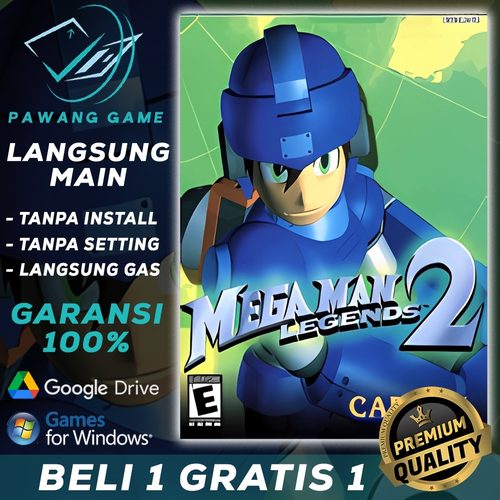 PAWANG GAME
LANGSUNG
MAIN
- TANPA INSTALL
- TANPA SETTING
- LANGSUNG GAS
GARANSI
100%
Google Drive
Games
for Windows®
MEGA MAN
LEGENDS 2
E
PREMIUM
QUALITY
BELI 1 GRATIS 1